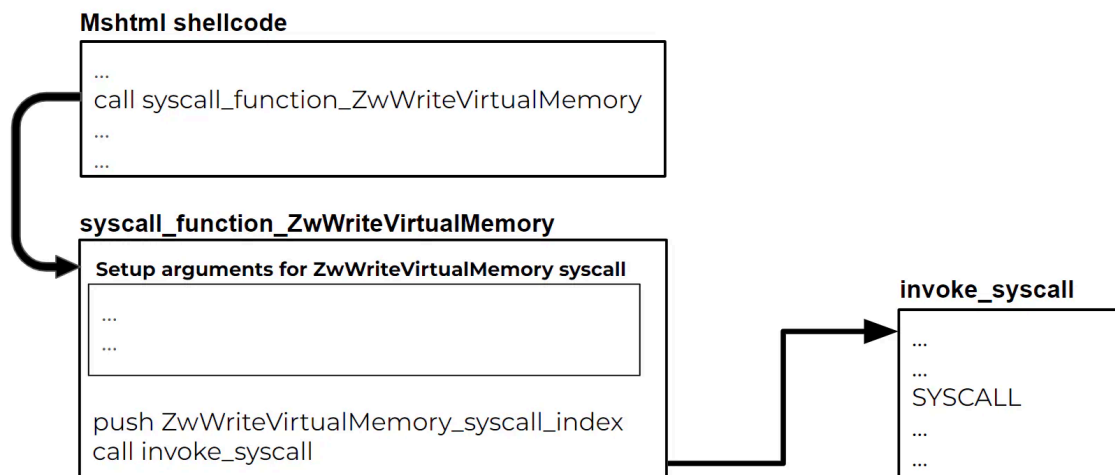 Mshtml shellcode
...
call syscall_function_ZwWriteVirtualMemory
...
...
syscall_function_ZwWriteVirtualMemory
Setup arguments for ZwWriteVirtualMemory syscall
...
...
push ZwWriteVirtualMemory_syscall_index
call invoke_syscall
invoke_syscall
...
...
SYSCALL
...
...